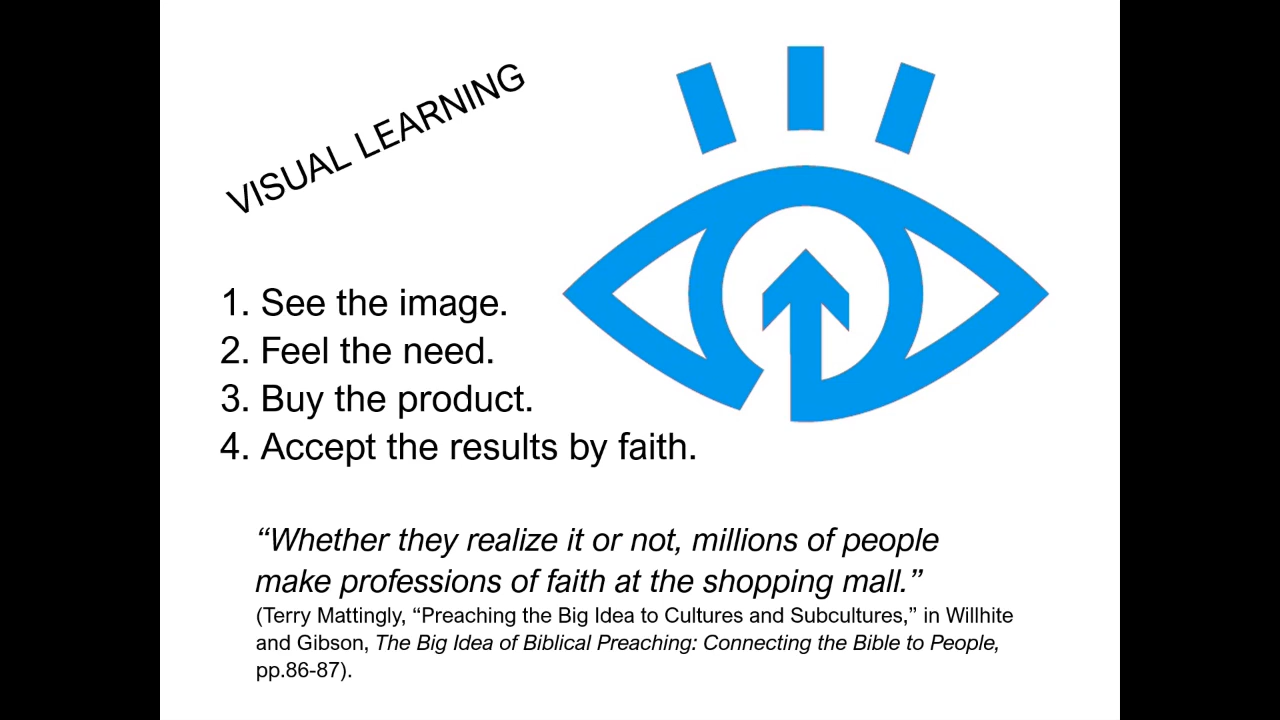 VISUAL LEARNING
1. See the image.
2. Feel the need.
3. Buy the product.
4. Accept the results by faith.
“Whether they realize it or not, millions of people
make professions of faith at the shopping mall.”
(Terry Mattingly, “Preaching the Big Idea to Cultures and Subcultures,” in Willhite
and Gibson, The Big Idea of Biblical Preaching: Connecting the Bible to People,
pp.86-87).